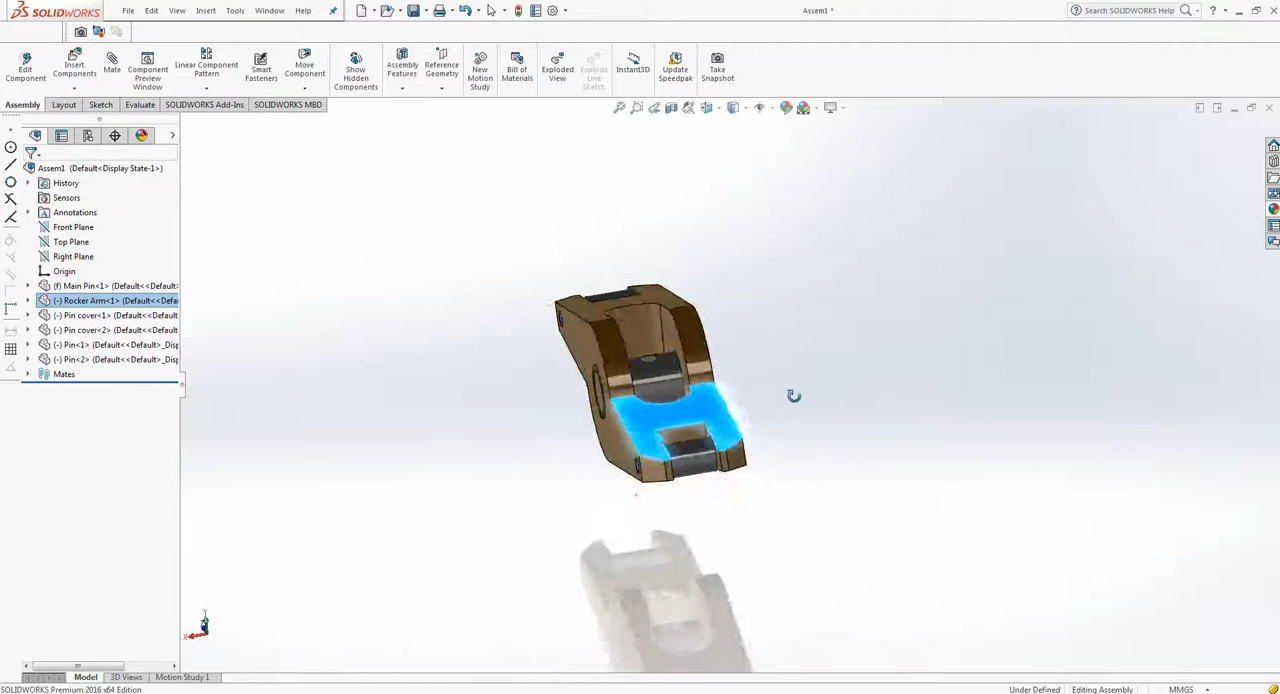 SOLIDWORKS
File Edit View Insert Tools Window Help
Assem1 *
Search SOLIDWORKS Help
Edit Component
Insert Components
Mate
Component Preview Window
Linear Component Pattern
Smart Fasteners
Move Component
Show Hidden Components
Assembly Features
Reference Geometry
New Motion Study
Bill of Materials
Exploded View
Explode Line Sketch
Instant3D
Update Speedpak
Take Snapshot
Assembly Layout Sketch Evaluate SOLIDWORKS Add-Ins SOLIDWORKS MBD
Assem1 (Default<Display State-1>)
History
Sensors
Annotations
Front Plane
Top Plane
Right Plane
Origin
(f) Main Pin<1> (Default<<Default>
(-) Rocker Arm<1> (Default<<Defa
(-) Pin cover<1> (Default<<Default
(-) Pin cover<2> (Default<<Default
(-) Pin<1> (Default<<Default>_Disp
(-) Pin<2> (Default<<Default>_Disp
Mates
Y
X
Model 3D Views Motion Study 1
SOLIDWORKS Premium 2016 x64 Edition
Under Defined Editing Assembly MMGS